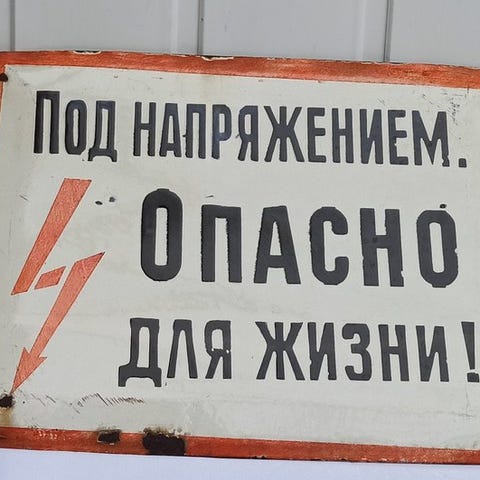 Под напряжением.
Опасно
для жизни!